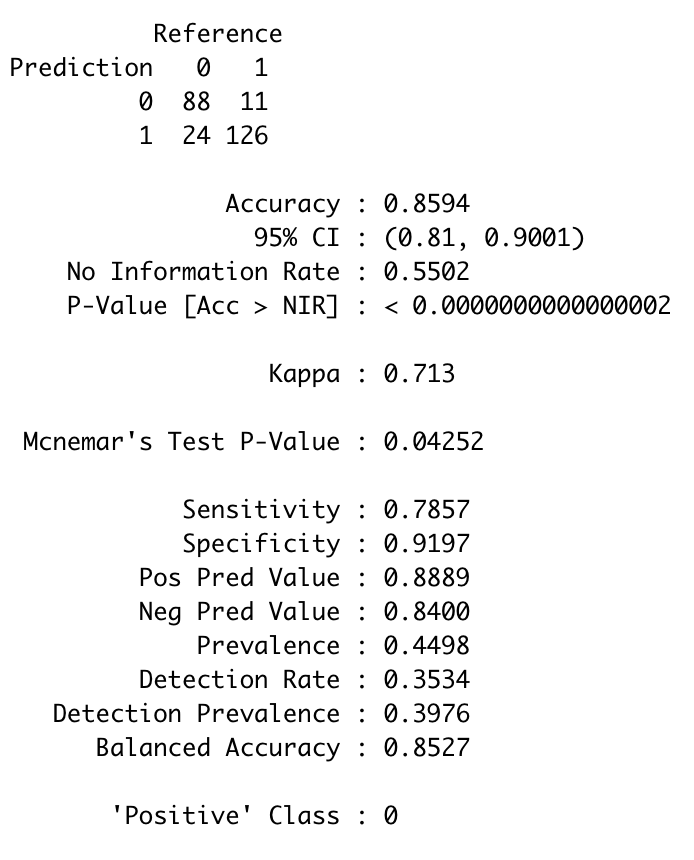 Reference
Prediction 0 1
0 88 11
1 24 126
Accuracy : 0.8594
95% CI : (0.81, 0.9001)
No Information Rate : 0.5502
P-Value [Acc > NIR] : < 0.0000000000000002
Kappa : 0.713
Mcnemar's Test P-Value : 0.04252
Sensitivity : 0.7857
Specificity : 0.9197
Pos Pred Value : 0.8889
Neg Pred Value : 0.8400
Prevalence : 0.4498
Detection Rate : 0.3534
Detection Prevalence : 0.3976
Balanced Accuracy : 0.8527
'Positive' Class : 0